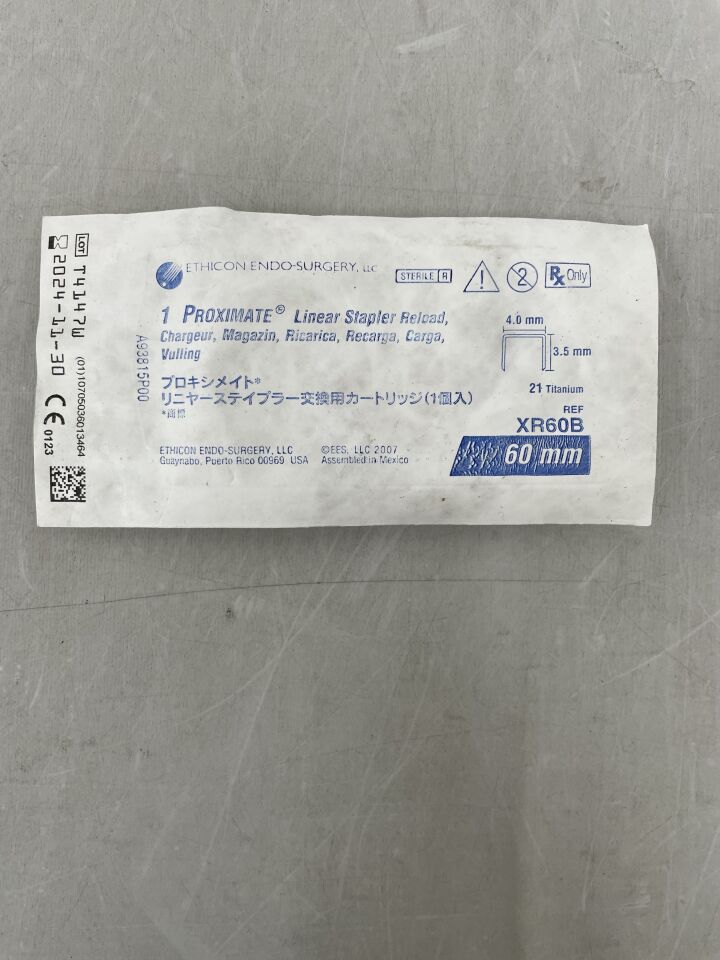 ETHICON ENDO-SURGERY, LLC
STERILE R
2
Rx Only
1 PROXIMATE® Linear Stapler Reload,
Chargeur, Magazin, Ricarica, Recarga, Carga,
Vulling
プロキシメイト*
リニヤーステイプラー交換用カートリッジ(1個入)
*商標
4.0 mm
3.5 mm
21 Titanium
REF
XR60B
60 mm
ETHICON ENDO-SURGERY, LLC
Guaynabo, Puerto Rico 00969 USA
©EES, LLC 2007
Assembled in Mexico
A93815P00
LOT T4147W
2024-11-30
(01)10705036013464
CE 0123